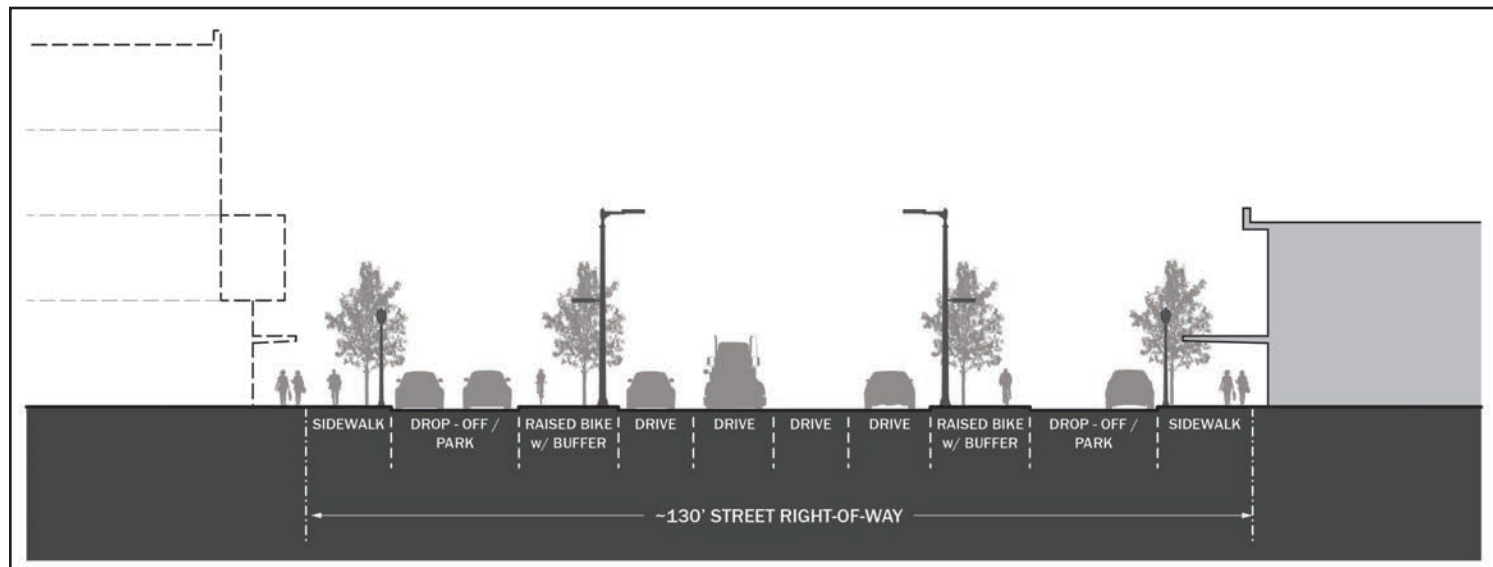 SIDEWALK
DROP - OFF /
PARK
RAISED BIKE
w/ BUFFER
DRIVE
DRIVE
DRIVE
DRIVE
RAISED BIKE
w/ BUFFER
DROP - OFF /
PARK
SIDEWALK
~130' STREET RIGHT-OF-WAY